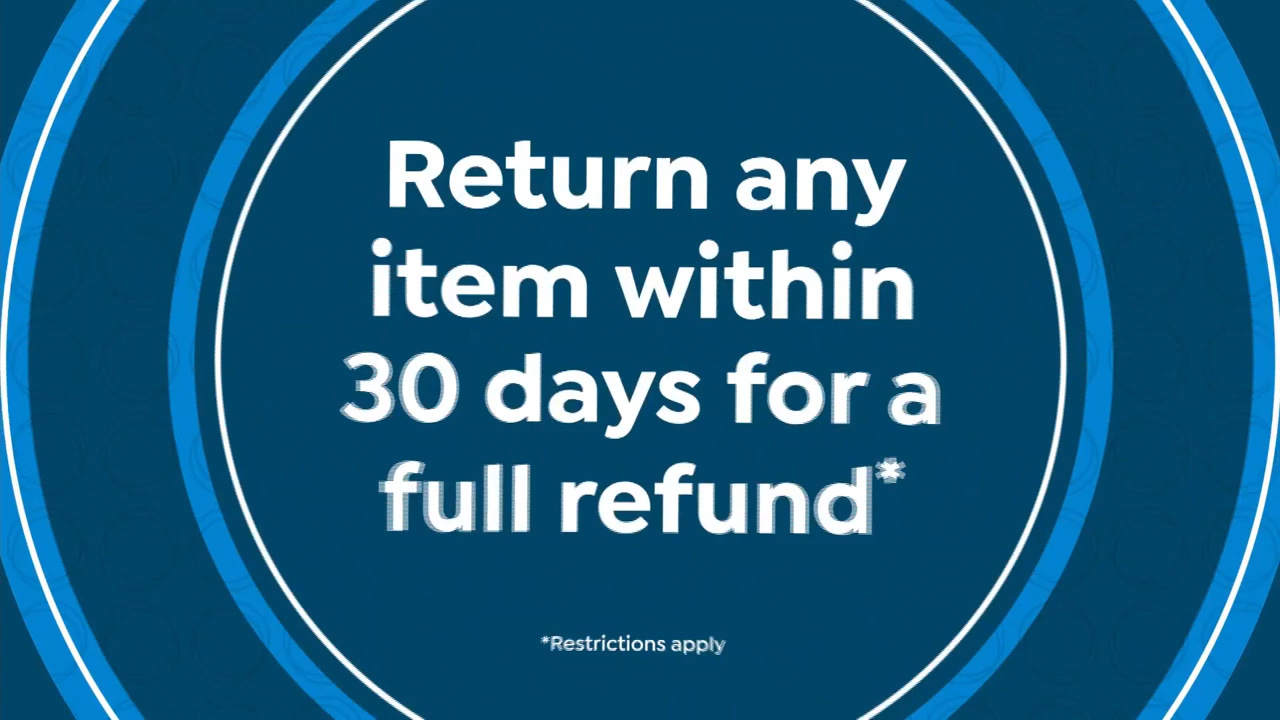 Return any
item within
30 days for a
full refund*
*Restrictions apply